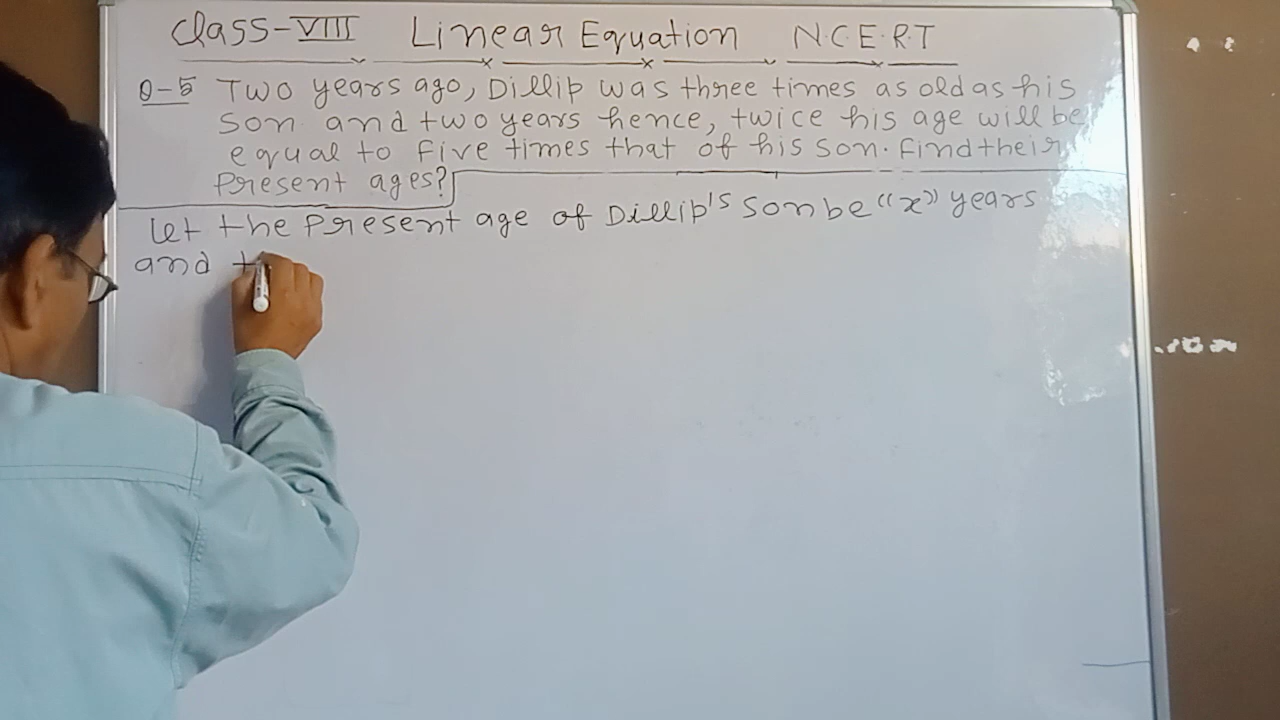 Class-VIII Linear Equation N.C.E.R.T
Q-5 Two years ago, Dillip was three times as old as his
son and two years hence, twice his age will be
equal to five times that of his son. Find their
Present ages?
Let the Present age of Dillip's son be "x" years
and t